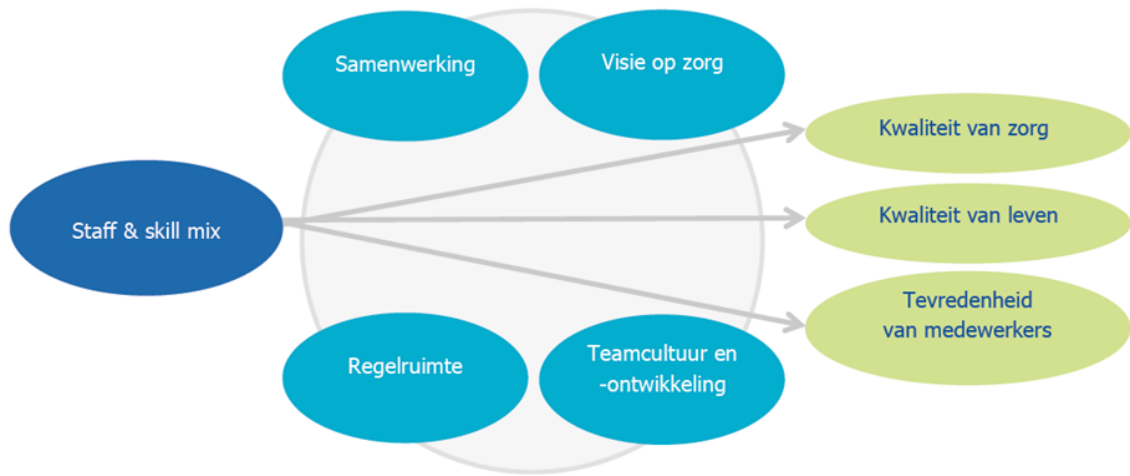 Samenwerking
Visie op zorg
Kwaliteit van zorg
Staff & skill mix
Kwaliteit van leven
Tevredenheid
van medewerkers
Regelruimte
Teamcultuur en
-ontwikkeling